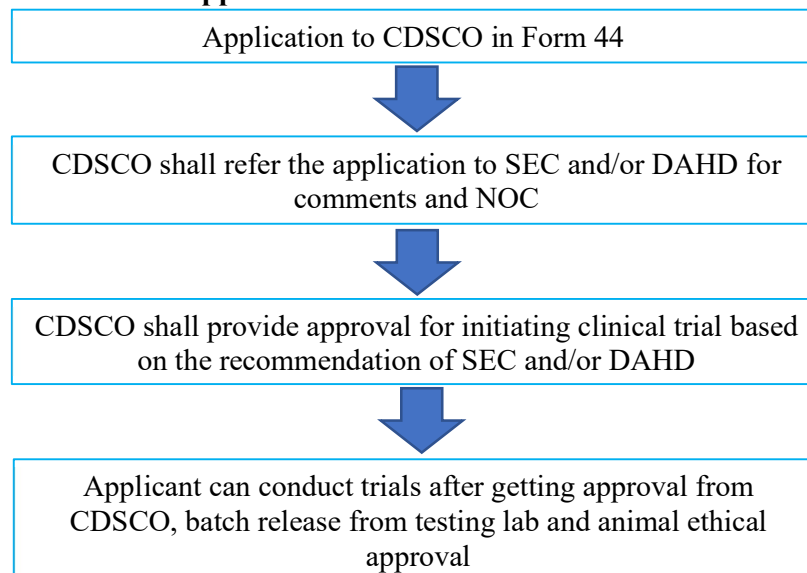 Application to CDSCO in Form 44
CDSCO shall refer the application to SEC and/or DAHD for
comments and NOC
CDSCO shall provide approval for initiating clinical trial based
on the recommendation of SEC and/or DAHD
Applicant can conduct trials after getting approval from
CDSCO, batch release from testing lab and animal ethical
approval